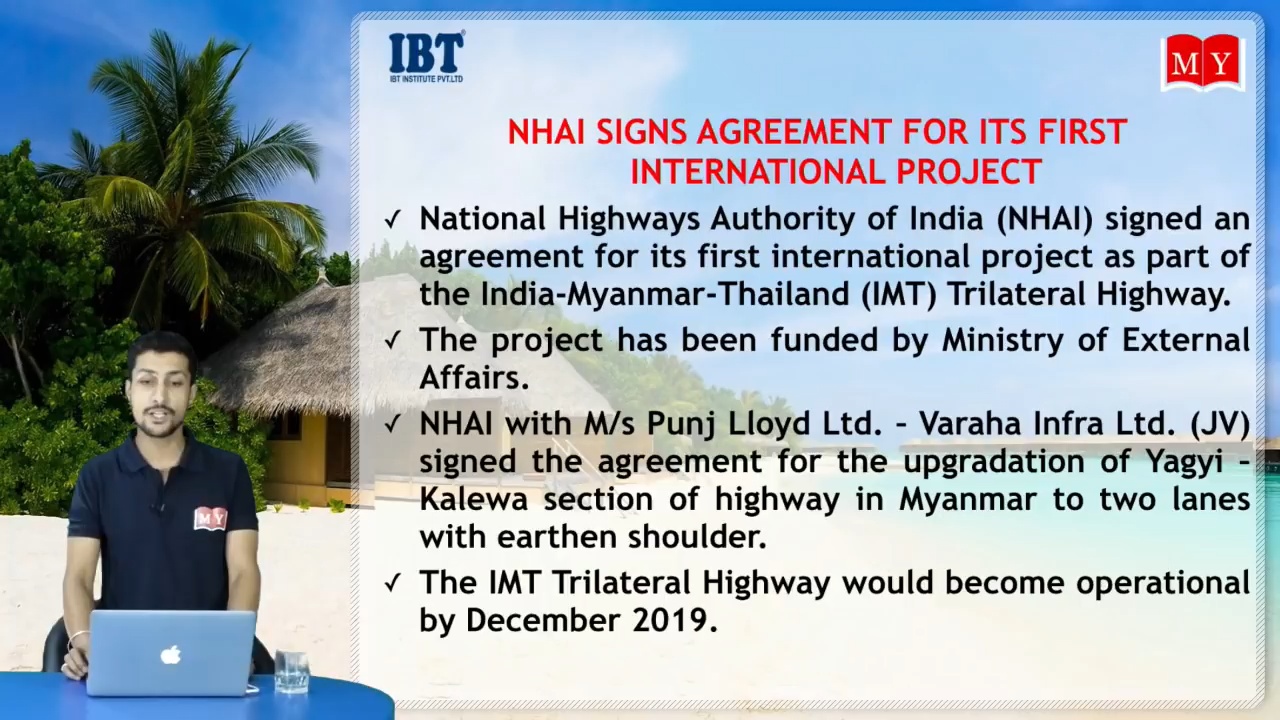 IBT
IBT INSTITUTE PVT.LTD
M Y
NHAI SIGNS AGREEMENT FOR ITS FIRST
INTERNATIONAL PROJECT
✓ National Highways Authority of India (NHAI) signed an
agreement for its first international project as part of
the India-Myanmar-Thailand (IMT) Trilateral Highway.
✓ The project has been funded by Ministry of External
Affairs.
✓ NHAI with M/s Punj Lloyd Ltd. – Varaha Infra Ltd. (JV)
signed the agreement for the upgradation of Yagyi –
Kalewa section of highway in Myanmar to two lanes
with earthen shoulder.
✓ The IMT Trilateral Highway would become operational
by December 2019.
M Y